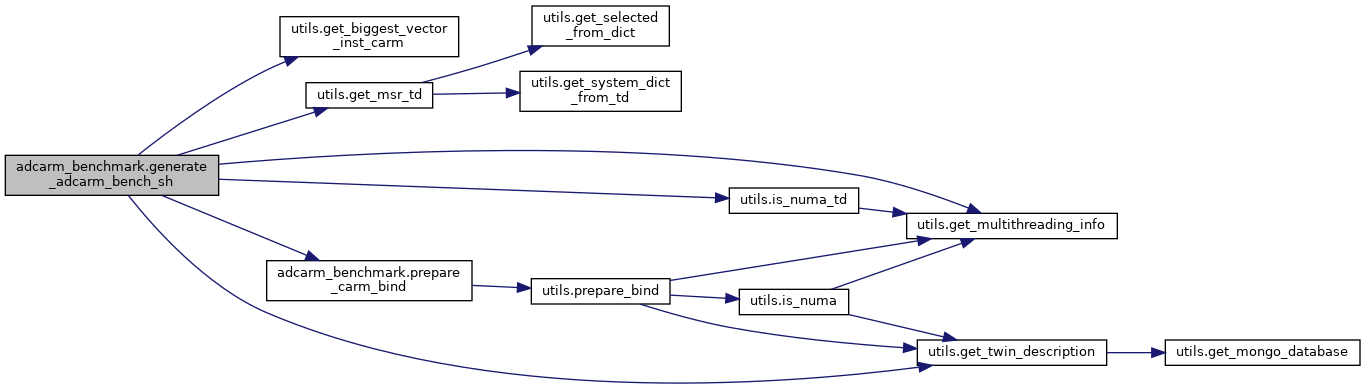 utils.get_selected
_from_dict
utils.get_biggest_vector
_inst_carm
utils.get_msr_td
utils.get_system_dict
_from_td
adcarm_benchmark.generate
_adcarm_bench_sh
utils.is_numa_td
utils.get_multithreading_info
adcarm_benchmark.prepare
_carm_bind
utils.prepare_bind
utils.is_numa
utils.get_twin_description
utils.get_mongo_database